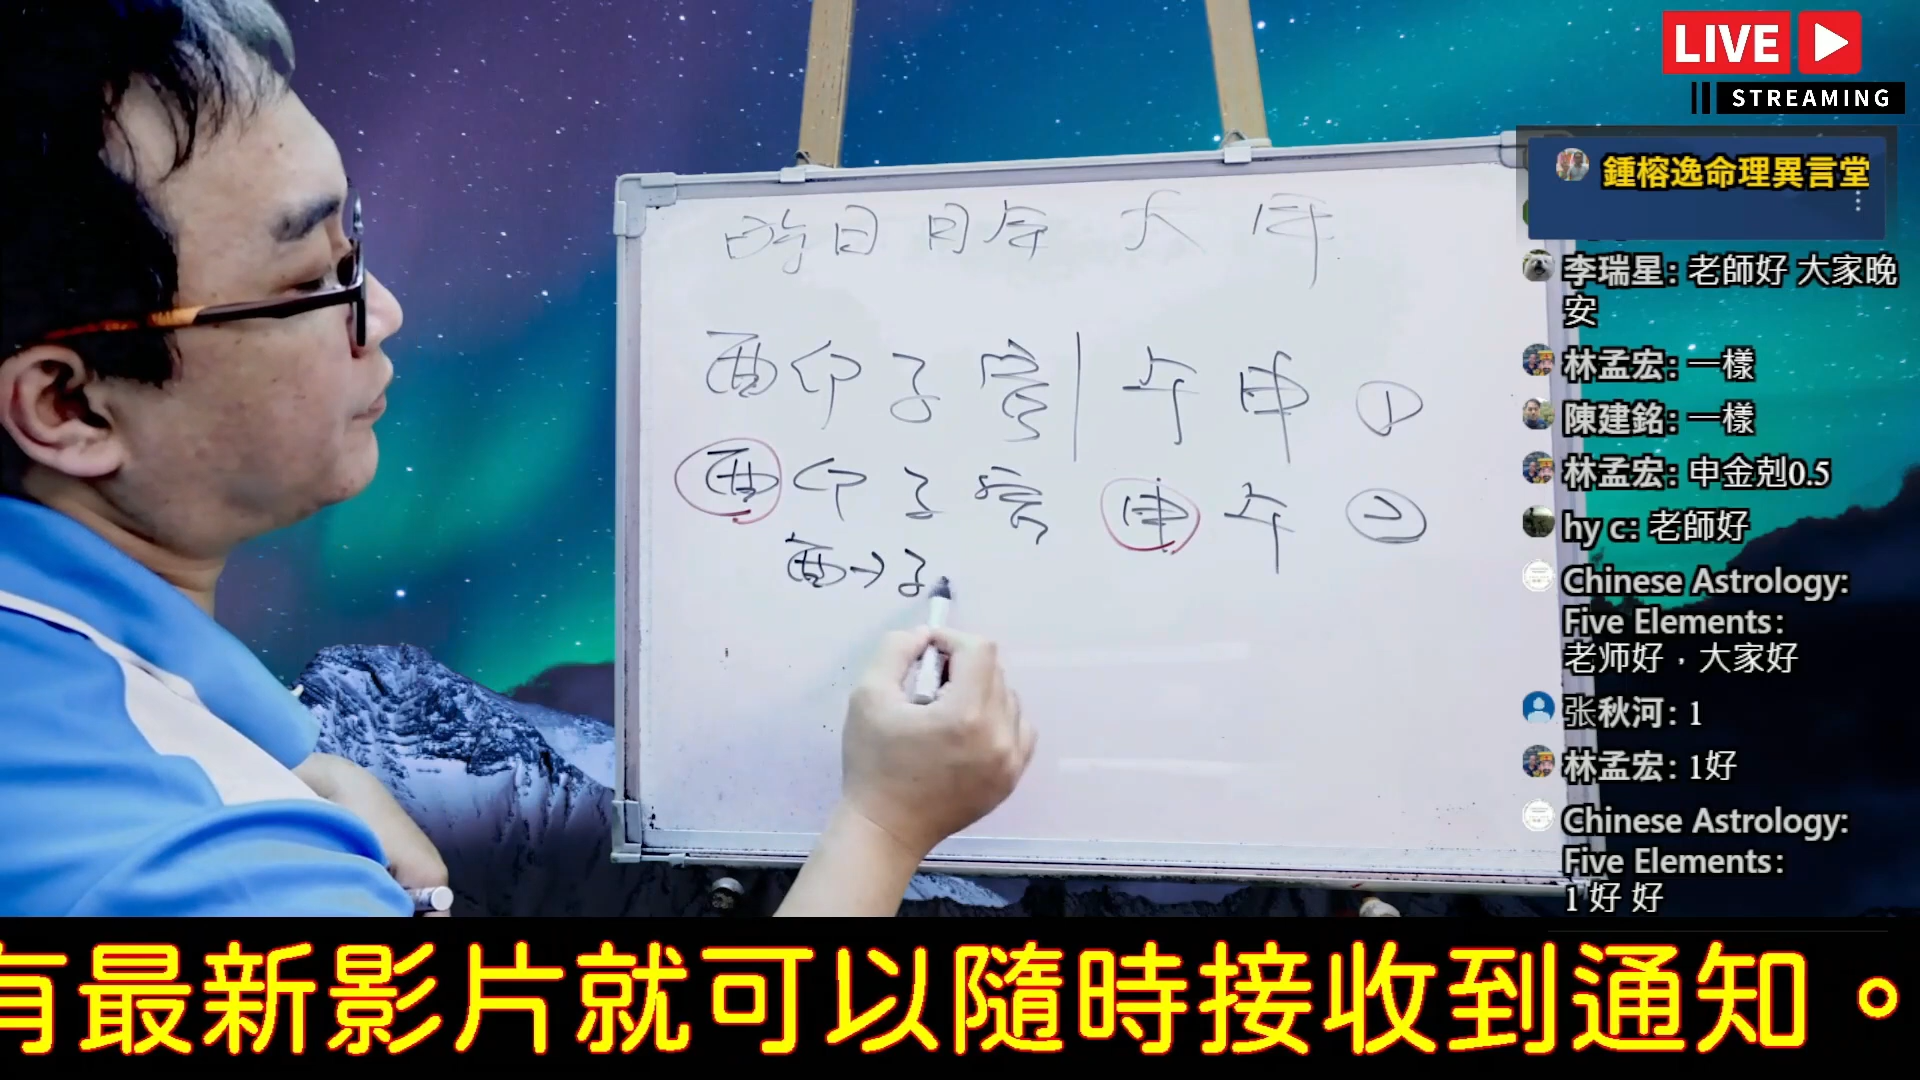 LIVE
STREAMING
時日月年 大 年
酉卯子寅|午申 ①
酉卯子寅 申午 ②
酉→子
鍾榕逸命理異言堂
李瑞星: 老師好 大家晚
安
林孟宏: 一樣
陳建銘: 一樣
林孟宏: 申金剋0.5
hy c: 老師好
Chinese Astrology:
Five Elements:
老师好，大家好
张秋河: 1
林孟宏: 1好
Chinese Astrology:
Five Elements:
1 好 好
有最新影片就可以隨時接收到通知。